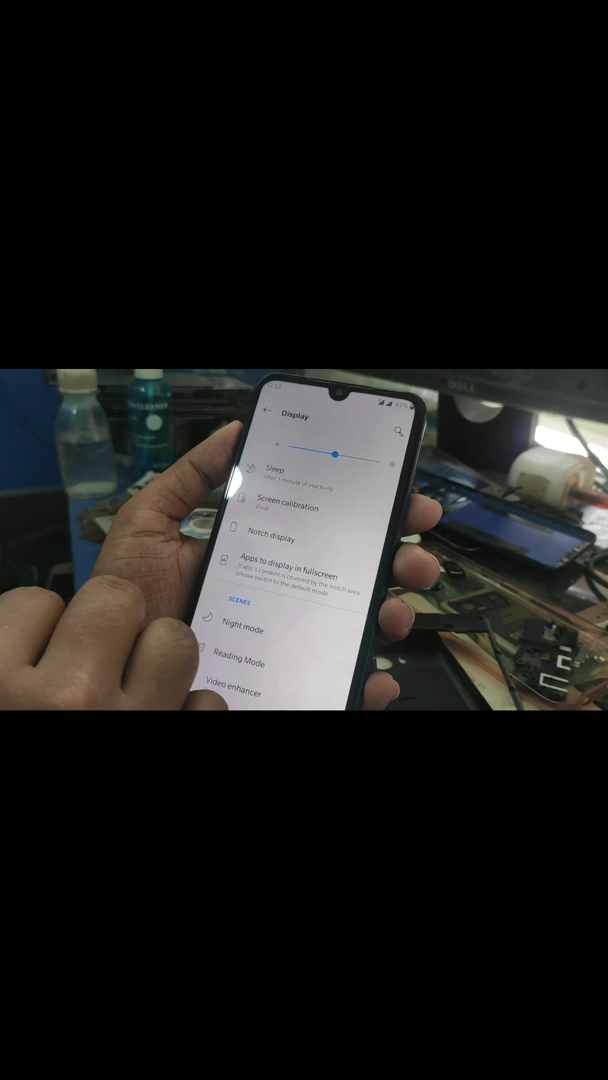 DELL
Display
Sleep
After 1 minute of inactivity
Screen calibration
Vivid
Notch display
Apps to display in fullscreen
If app's content is covered by the notch area,
please switch to the default mode
SCENES
Night mode
Reading Mode
Video enhancer